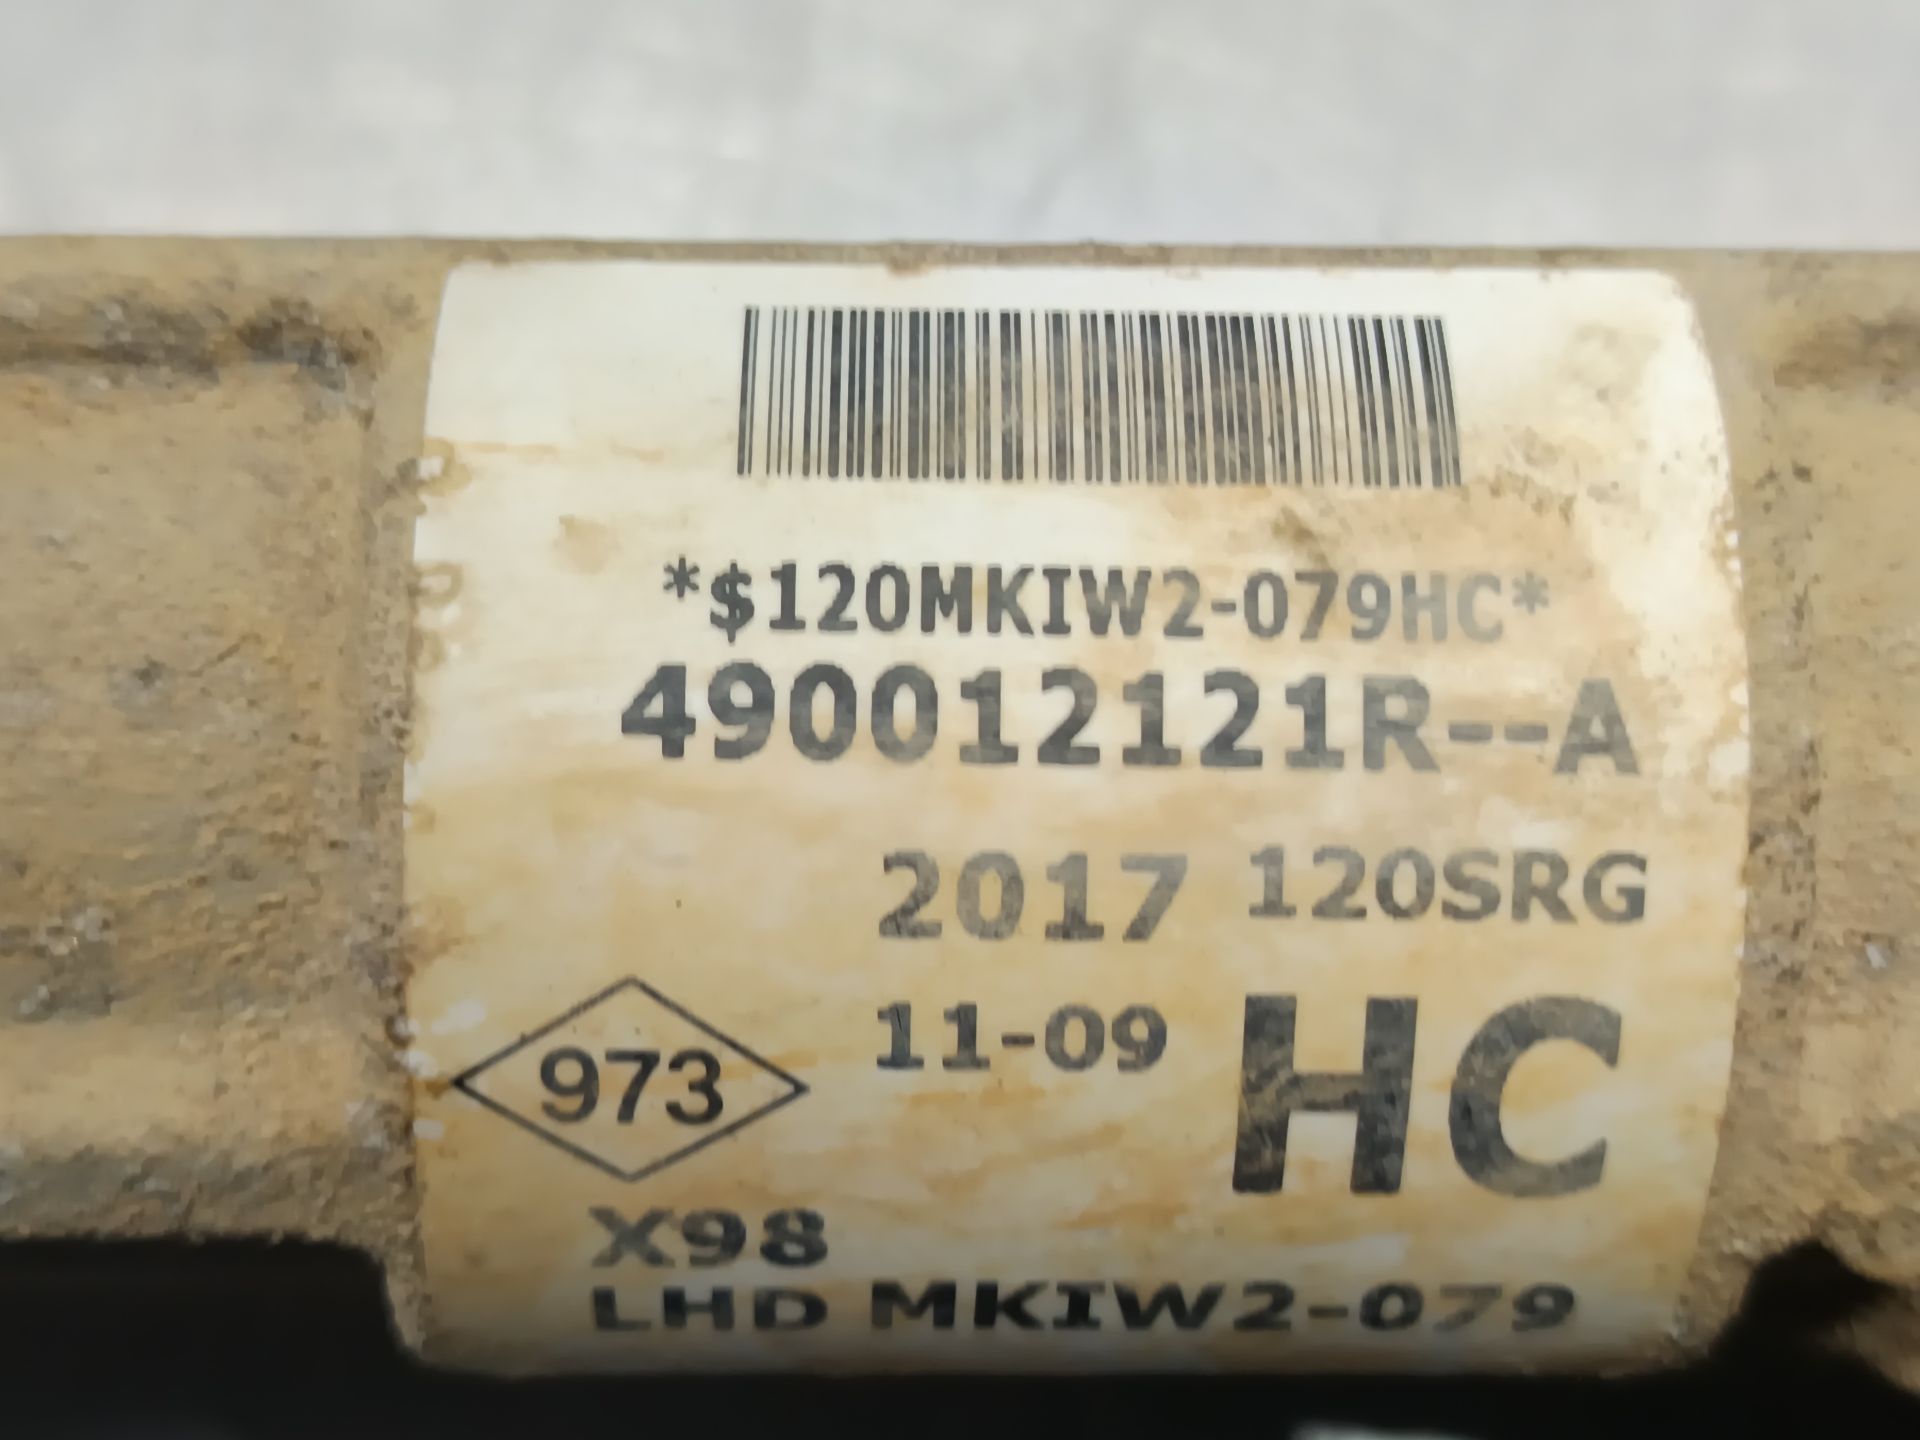 *$120MKIW2-079HC*
490012121R--A
2017 120SRG
11-09 HC
973
X98
LHD MKIW2-079